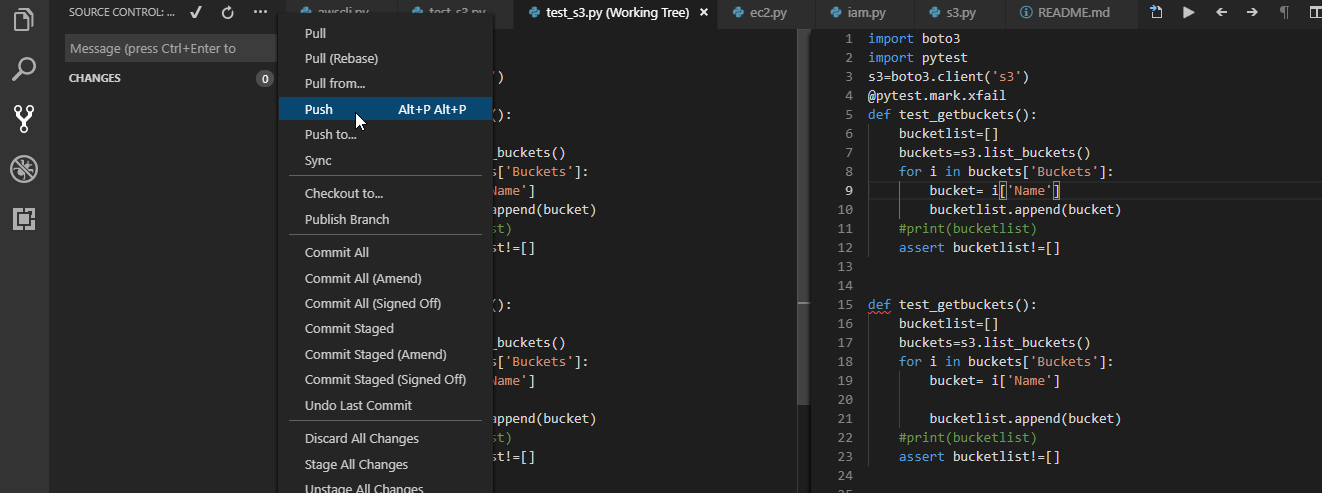 SOURCE CONTROL: ...
awscli.py test_s3.py test_s3.py (Working Tree) ec2.py iam.py s3.py README.md
Message (press Ctrl+Enter to
CHANGES 0
Pull
Pull (Rebase)
Pull from...
Push Alt+P Alt+P
Push to...
Sync
Checkout to...
Publish Branch
Commit All
Commit All (Amend)
Commit All (Signed Off)
Commit Staged
Commit Staged (Amend)
Commit Staged (Signed Off)
Undo Last Commit
Discard All Changes
Stage All Changes
Unstage All Changes
')
():
_buckets()
s['Buckets']:
Name']
append(bucket)
st)
st!=[]
():
_buckets()
s['Buckets']:
Name']
append(bucket)
st)
st!=[]
1 import boto3
2 import pytest
3 s3=boto3.client('s3')
4 @pytest.mark.xfail
5 def test_getbuckets():
6 bucketlist=[]
7 buckets=s3.list_buckets()
8 for i in buckets['Buckets']:
9 bucket= i['Name']
10 bucketlist.append(bucket)
11 #print(bucketlist)
12 assert bucketlist!=[]
13
14
15 def test_getbuckets():
16 bucketlist=[]
17 buckets=s3.list_buckets()
18 for i in buckets['Buckets']:
19 bucket= i['Name']
20
21 bucketlist.append(bucket)
22 #print(bucketlist)
23 assert bucketlist!=[]
24
25